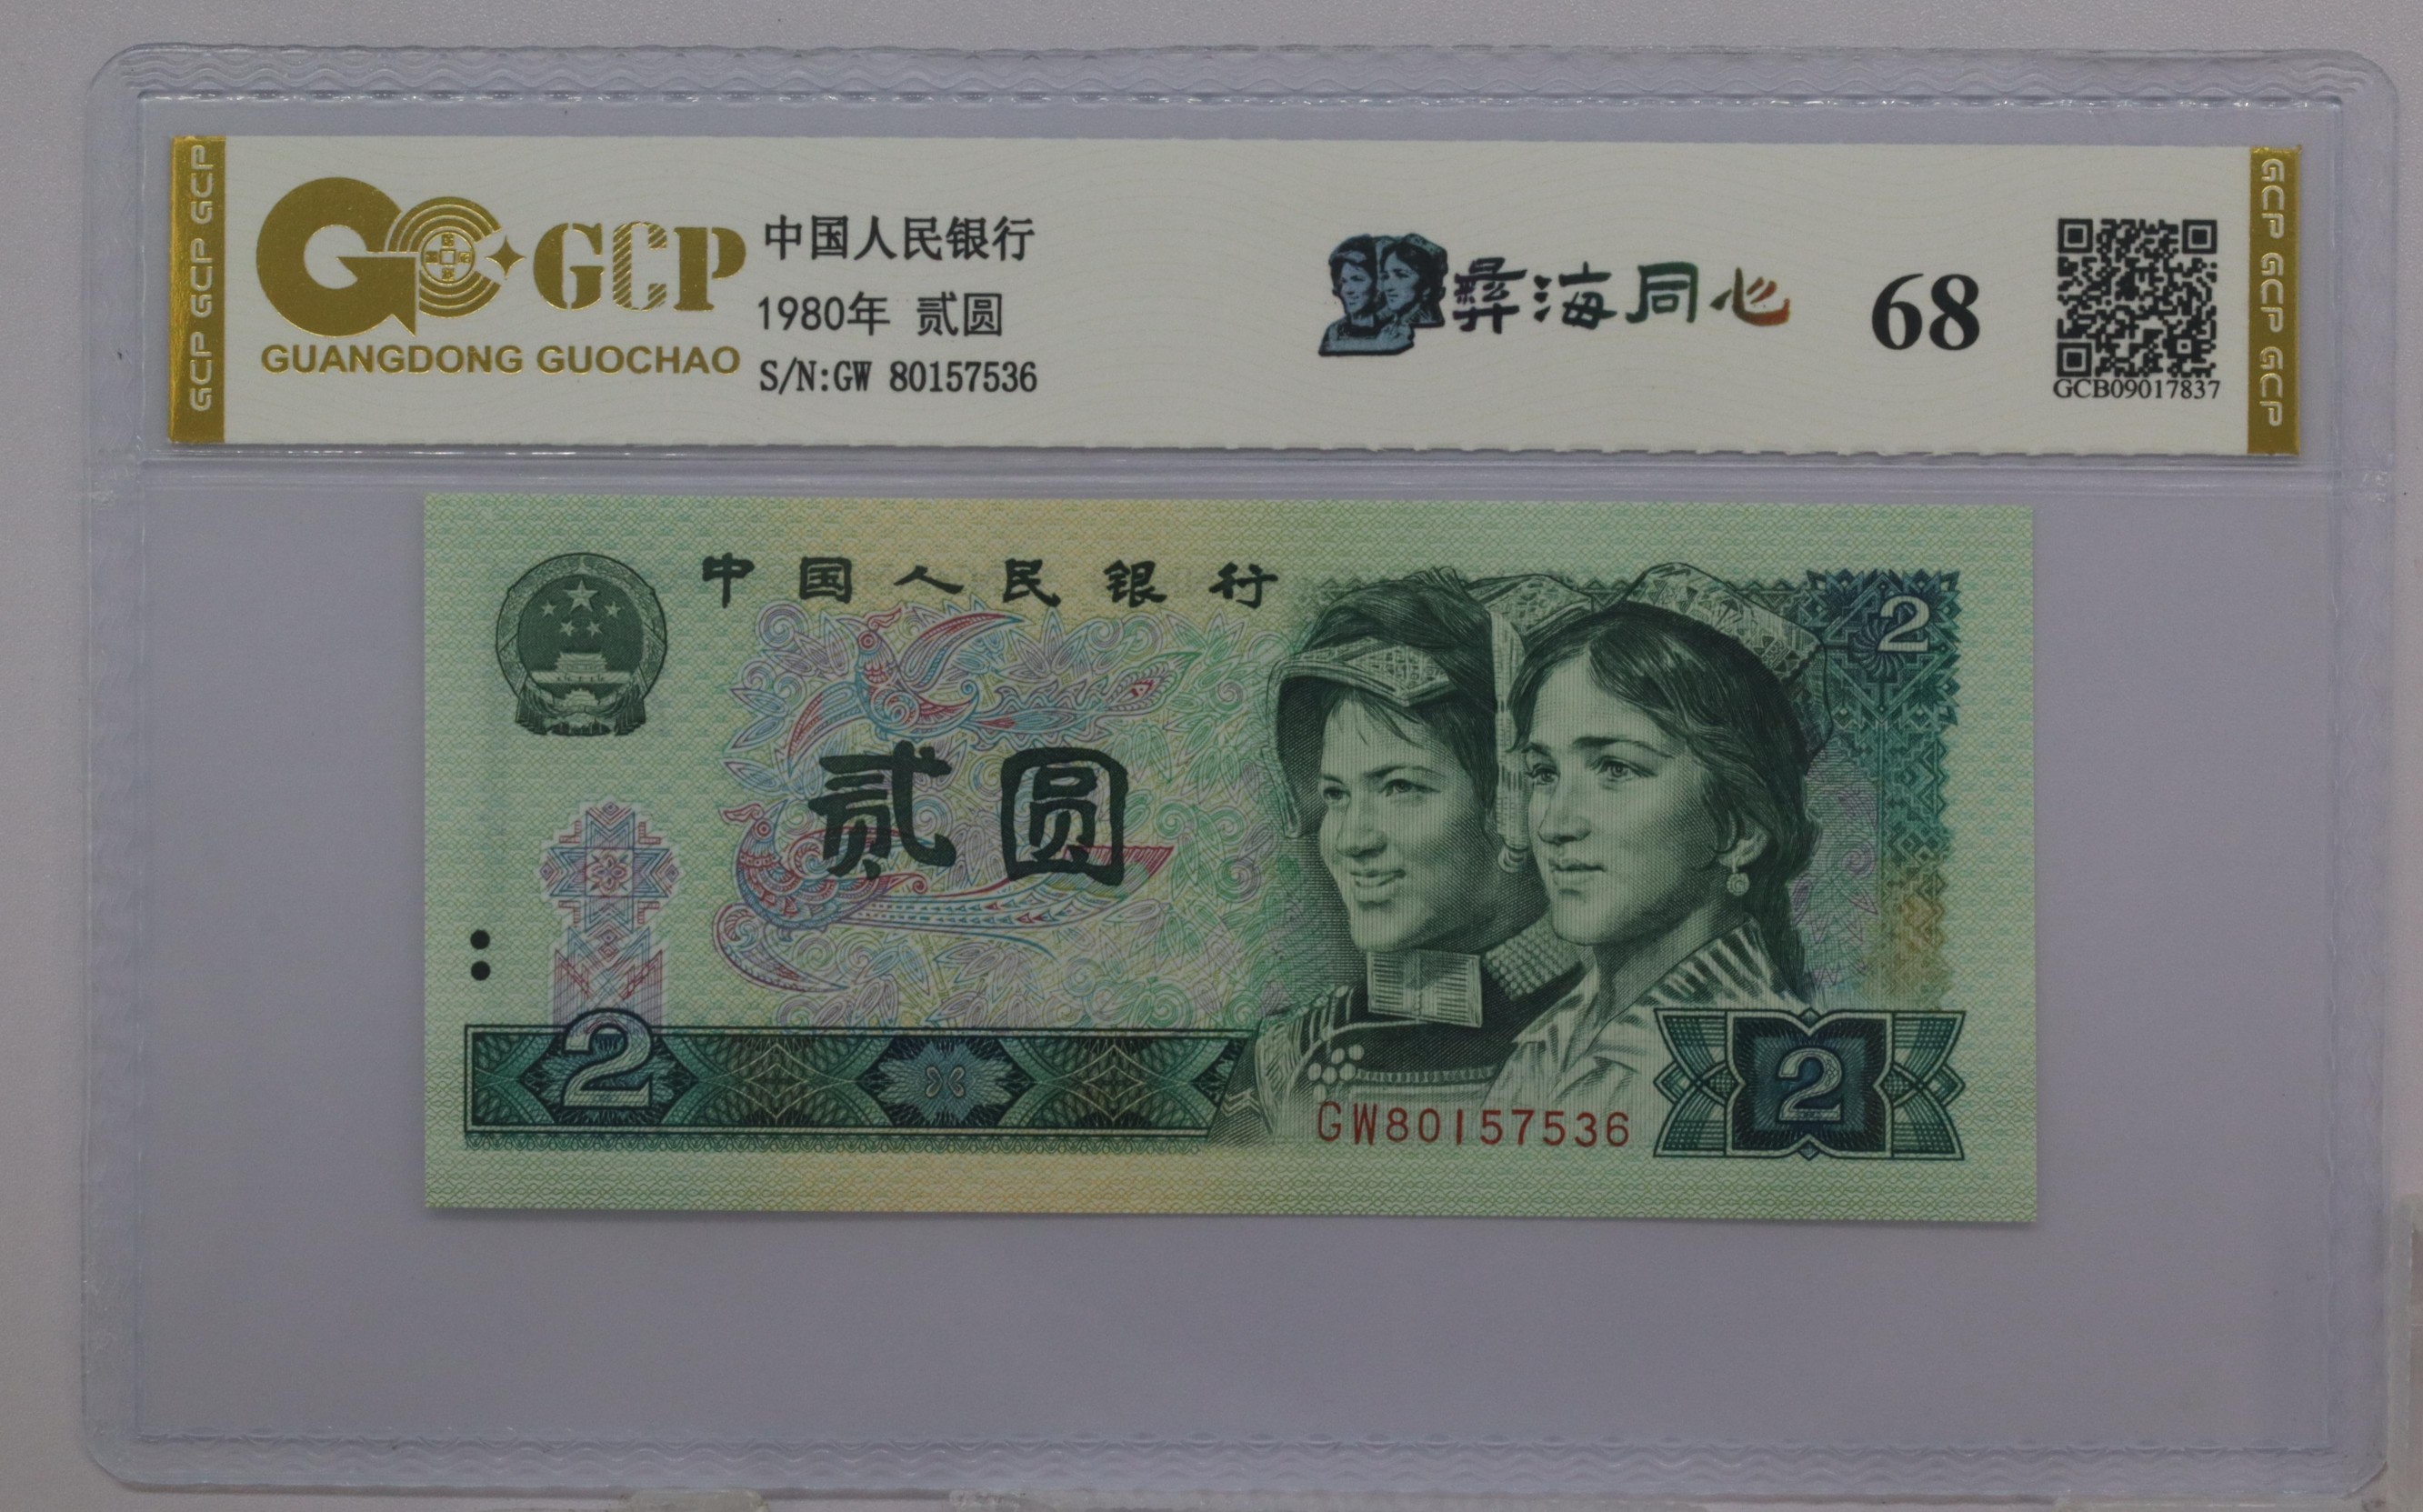 GCP GCP GCP
GCP
GUANGDONG GUOCHAO
中国人民银行
1980年 贰圆
S/N:GW 80157536
彝海同心
68
GCB09017837
GCP GCP GCP
中国人民银行
2
贰圆
2
GW80157536
2